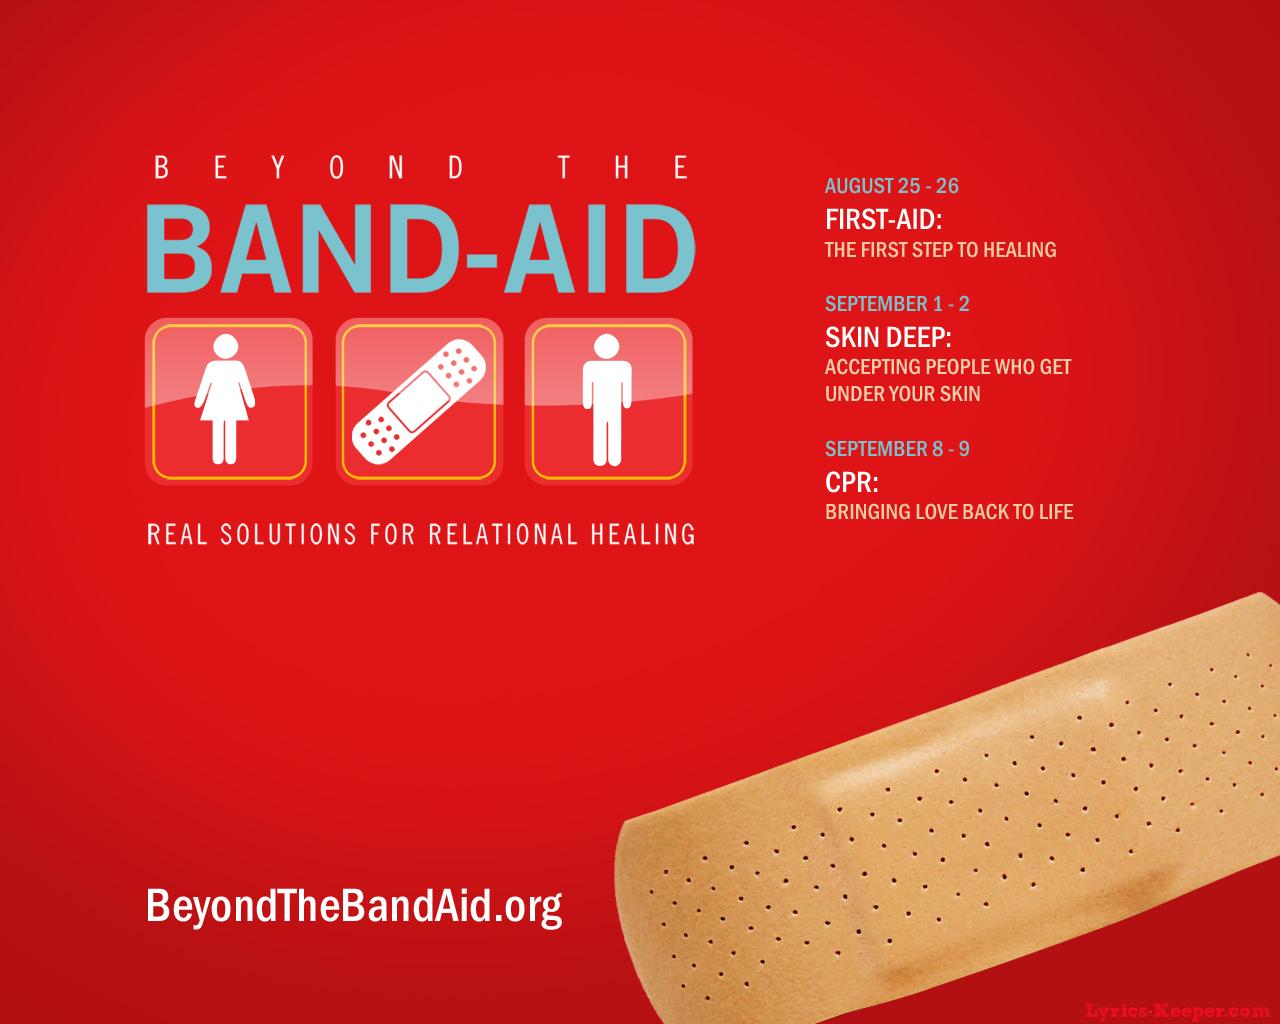 BEYOND THE
BAND-AID
REAL SOLUTIONS FOR RELATIONAL HEALING
AUGUST 25 - 26
FIRST-AID:
THE FIRST STEP TO HEALING
SEPTEMBER 1 - 2
SKIN DEEP:
ACCEPTING PEOPLE WHO GET
UNDER YOUR SKIN
SEPTEMBER 8 - 9
CPR:
BRINGING LOVE BACK TO LIFE
BeyondTheBandAid.org
Lyrics-Keeper.com